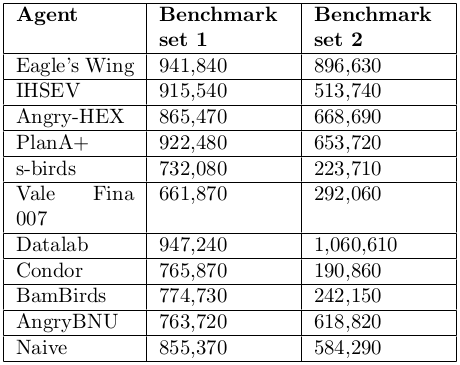 Agent Benchmark Benchmark
set 1 set 2
Eagle's Wing 941,840 896,630
IHSEV 915,540 513,740
Angry-HEX 865,470 668,690
PlanA+ 922,480 653,720
s-birds 732,080 223,710
Vale Fina 661,870 292,060
007
Datalab 947,240 1,060,610
Condor 765,870 190,860
BamBirds 774,730 242,150
AngryBNU 763,720 618,820
Naive 855,370 584,290